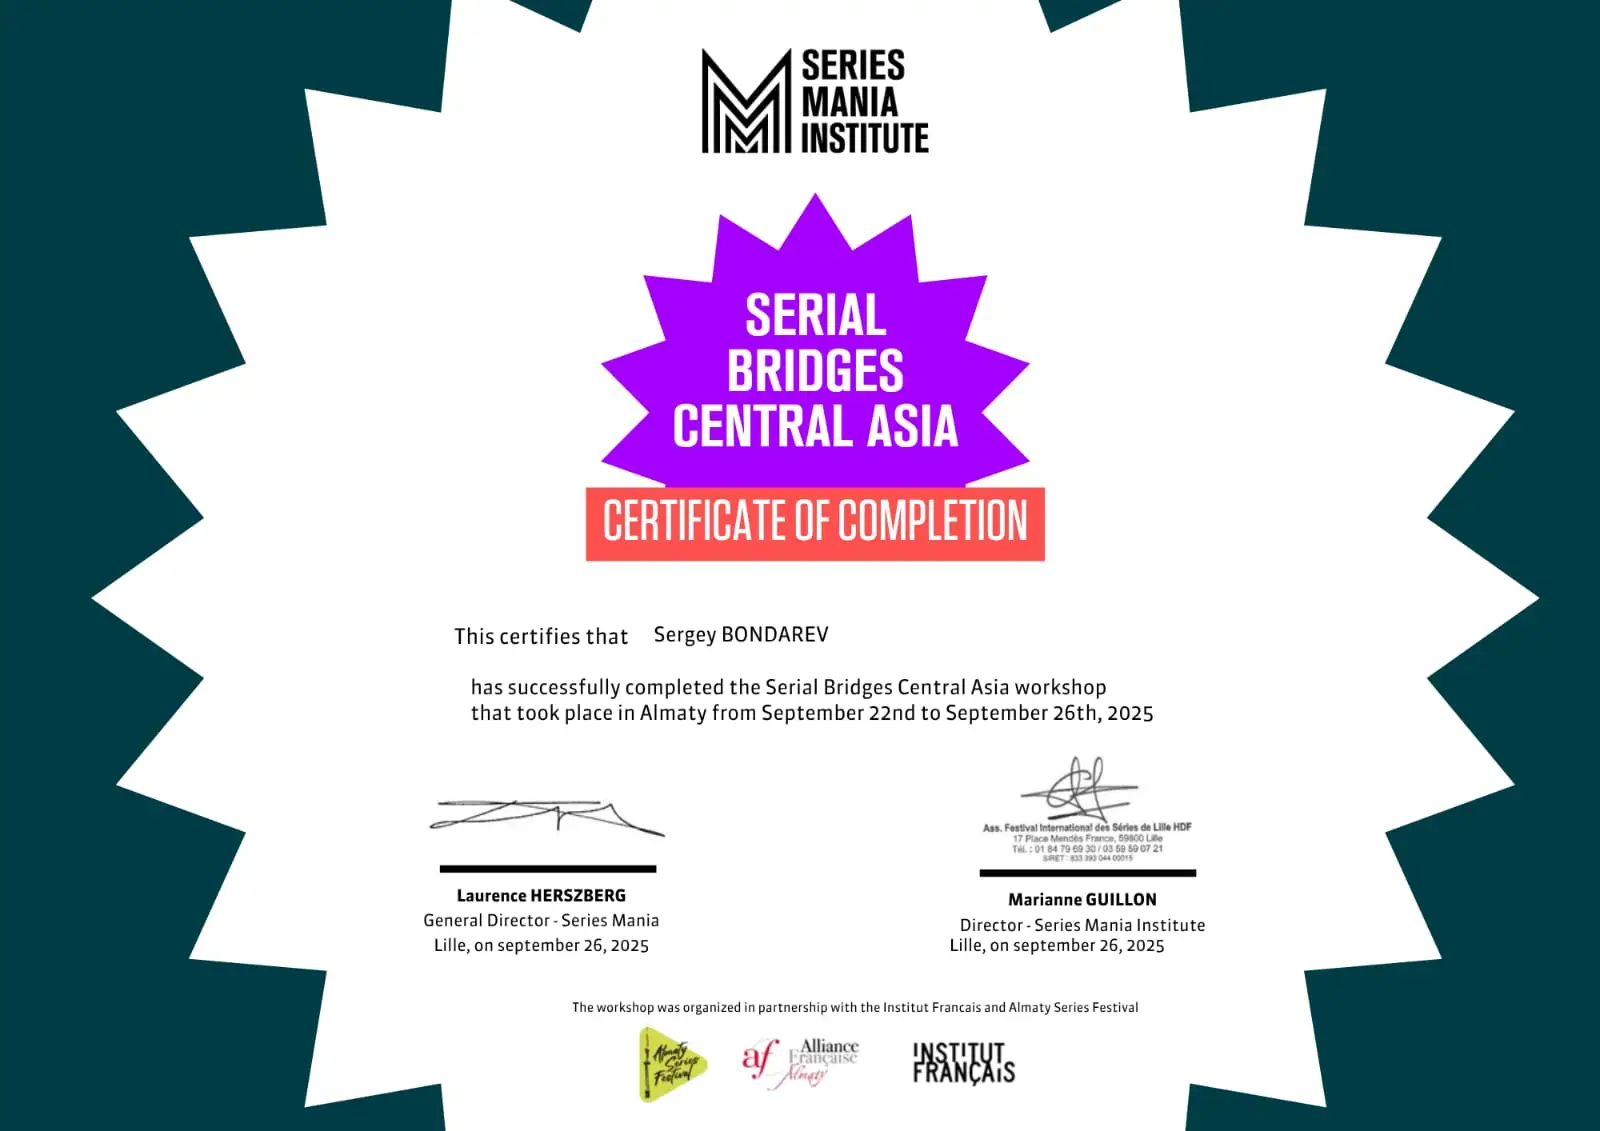 SERIES
MANIA
INSTITUTE
SERIAL
BRIDGES
CENTRAL ASIA
CERTIFICATE OF COMPLETION
This certifies that Sergey BONDAREV
has successfully completed the Serial Bridges Central Asia workshop
that took place in Almaty from September 22nd to September 26th, 2025
Ass. Festival International des Séries de Lille HDF
17 Place Mendès France, 59800 Lille
Tél. : 01 84 79 69 30 / 03 59 59 07 21
SIRET : 833 393 044 00015
Laurence HERSZBERG
General Director - Series Mania
Lille, on september 26, 2025
Marianne GUILLON
Director - Series Mania Institute
Lille, on september 26, 2025
The workshop was organized in partnership with the Institut Francais and Almaty Series Festival
Almaty
Series
Festival
af Alliance
Française
Almaty
INSTITUT
FRANÇAIS